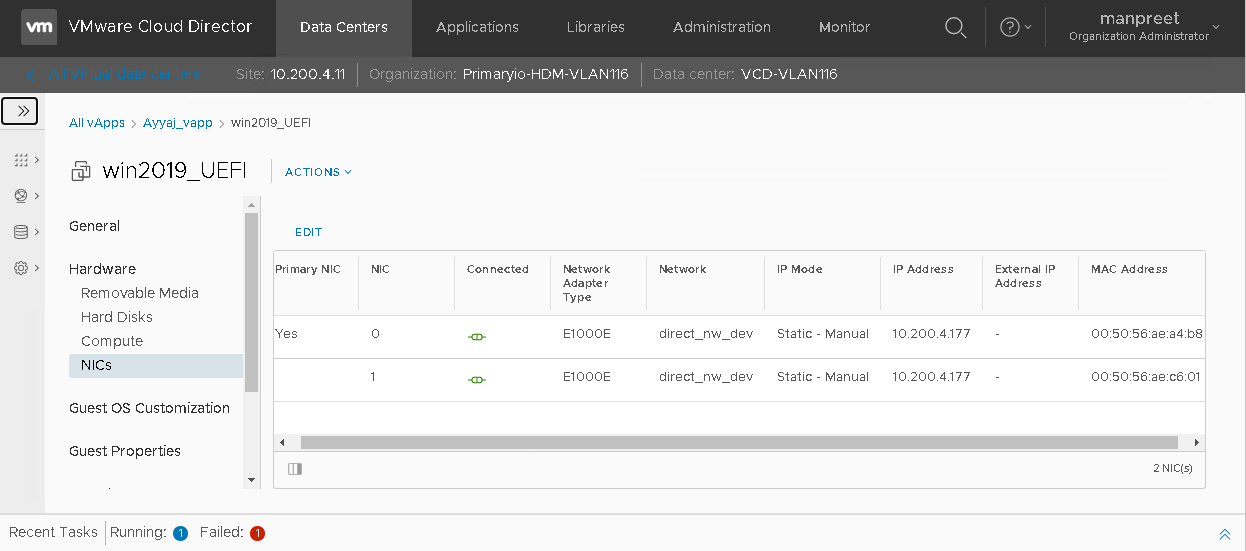 vm VMware Cloud Director Data Centers Applications Libraries Administration Monitor manpreet
Organization Administrator
All virtual data centers Site: 10.200.4.11 Organization: Primaryio-HDM-VLAN116 Data center: VCD-VLAN116
All vApps > Ayyaj_vapp > win2019_UEFI
win2019_UEFI ACTIONS
General
Hardware
Removable Media
Hard Disks
Compute
NICs
Guest OS Customization
Guest Properties
EDIT
Primary NIC NIC Connected Network Adapter Type Network IP Mode IP Address External IP Address MAC Address
Yes 0 E1000E direct_nw_dev Static - Manual 10.200.4.177 - 00:50:56:ae:a4:b8
1 E1000E direct_nw_dev Static - Manual 10.200.4.177 - 00:50:56:ae:c6:01
2 NIC(s)
Recent Tasks Running: 1 Failed: 1